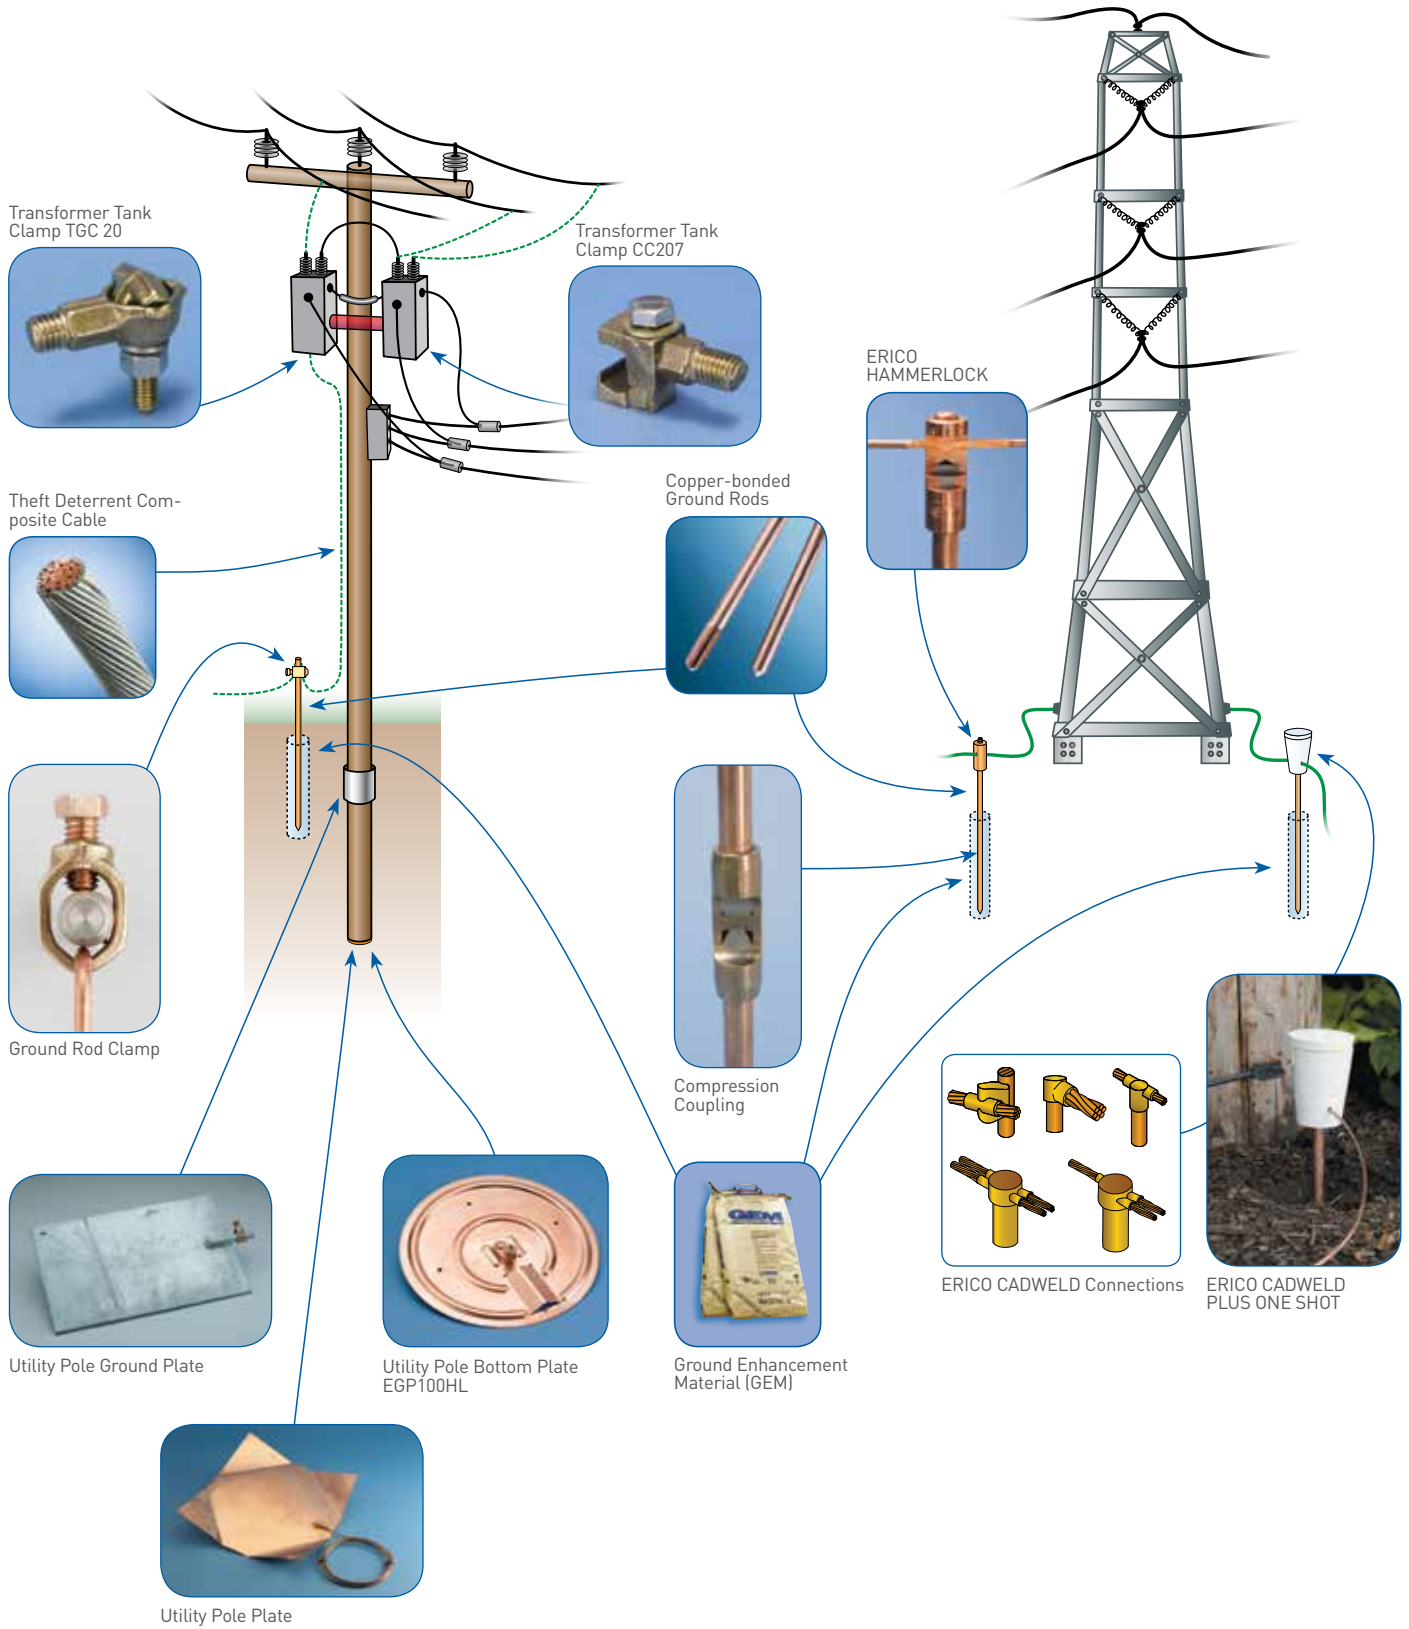 Transformer Tank
Clamp TGC 20
Transformer Tank
Clamp CC207
ERICO
HAMMERLOCK
Theft Deterrent Com-
posite Cable
Copper-bonded
Ground Rods
Ground Rod Clamp
Compression
Coupling
GEM
ERICO CADWELD Connections
ERICO CADWELD
PLUS ONE SHOT
Utility Pole Ground Plate
Utility Pole Bottom Plate
EGP100HL
Ground Enhancement
Material (GEM)
Utility Pole Plate